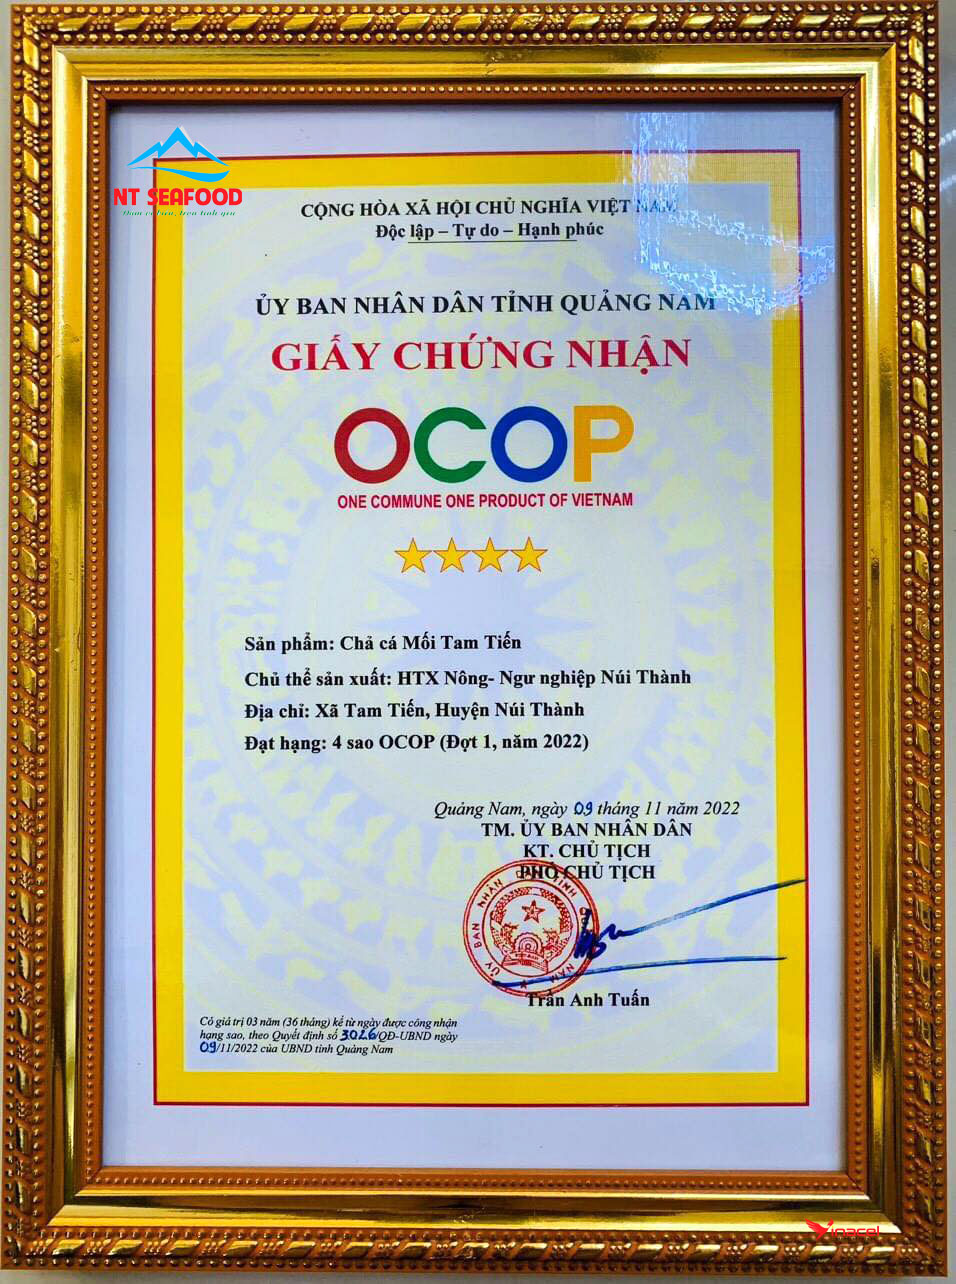 NT SEAFOOD
CỘNG HÒA XÃ HỘI CHỦ NGHĨA VIỆT NAM
Độc lập – Tự do – Hạnh phúc
ỦY BAN NHÂN DÂN TỈNH QUẢNG NAM
GIẤY CHỨNG NHẬN
OCOP
ONE COMMUNE ONE PRODUCT OF VIETNAM
Sản phẩm: Chả cá Mối Tam Tiến
Chủ thể sản xuất: HTX Nông- Ngư nghiệp Núi Thành
Địa chỉ: Xã Tam Tiến, Huyện Núi Thành
Đạt hạng: 4 sao OCOP (Đợt 1, năm 2022)
Quảng Nam, ngày 09 tháng 11 năm 2022
TM. ỦY BAN NHÂN DÂN
KT. CHỦ TỊCH
PHÓ CHỦ TỊCH
ỦY BAN NHÂN TỈNH NAM
Trần Anh Tuấn
Có giá trị 03 năm (36 tháng) kể từ ngày được công nhận
hạng sao, theo Quyết định số 3026/QĐ-UBND ngày
09/11/2022 của UBND tỉnh Quảng Nam
Vinacel